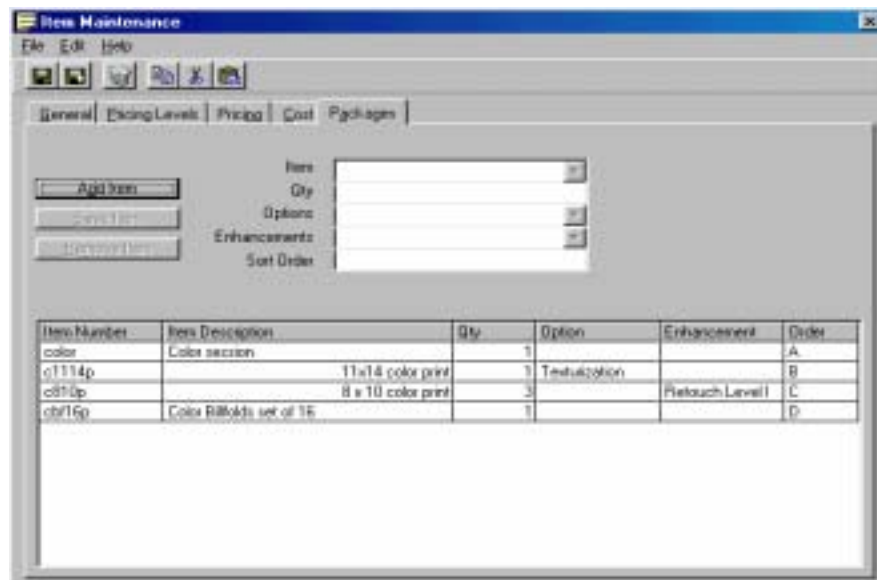 Item Maintenance
File Edit Help
General Pricing Levels Pricing Cost Packages
Item
Add Item
Qty
Options
Enhancements
Sort Order
Item Number Item Description Qty Option Enhancement Order
color Color session 1 A
c1114p 11x14 color print 1 Texturization B
c810p 8 x 10 color print 3 Retouch Level I C
cbf16p Color Billfolds set of 16 1 D